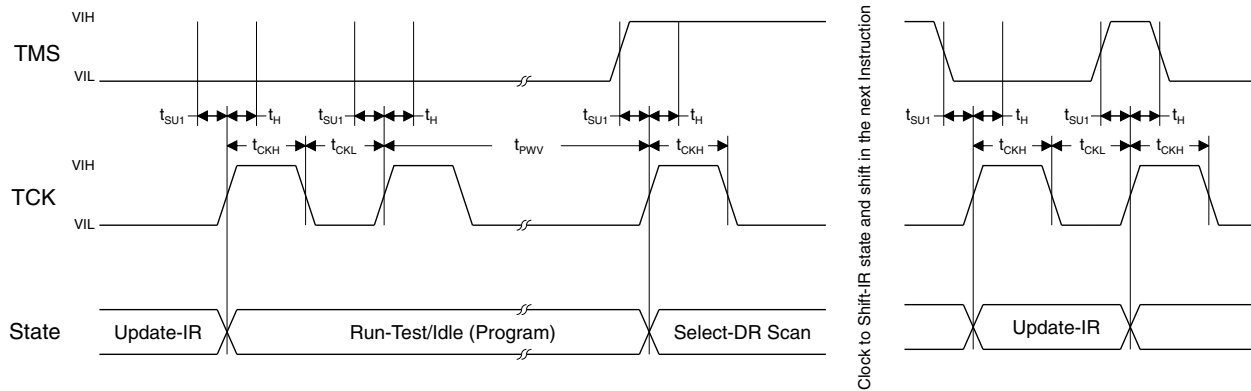 VIH
TMS
VIL
tSU1 tH tSU1 tH tSU1 tH tSU1 tH tSU1 tH
tCKH tCKL tPWV tCKH tCKH tCKL tCKH
VIH
TCK
VIL
State
Update-IR Run-Test/Idle (Program) Select-DR Scan Update-IR
Clock to Shift-IR state and shift in the next Instruction